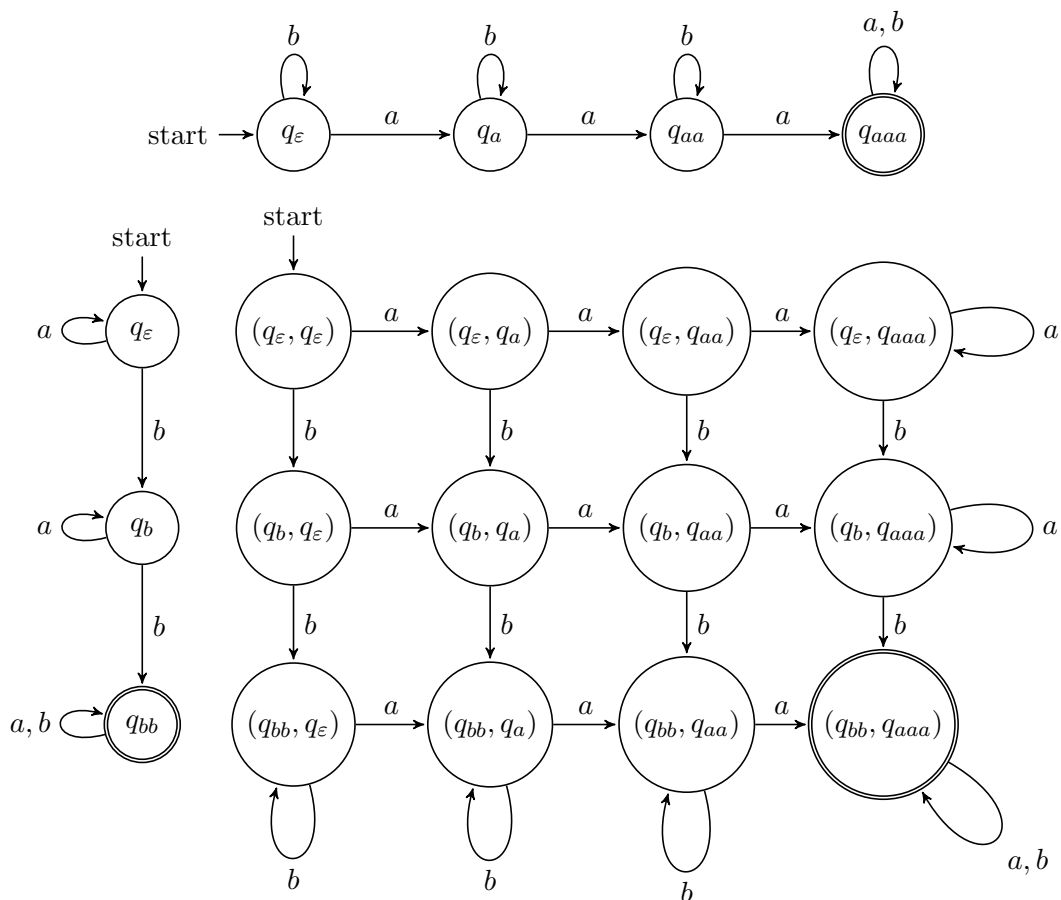 b b b a, b
start q_ε a q_a a q_aa a q_aaa
start start
a q_ε (q_ε, q_ε) a (q_ε, q_a) a (q_ε, q_aa) a (q_ε, q_aaa) a
b b b b b
a q_b (q_b, q_ε) a (q_b, q_a) a (q_b, q_aa) a (q_b, q_aaa) a
b b b b b
a, b q_bb (q_bb, q_ε) a (q_bb, q_a) a (q_bb, q_aa) a (q_bb, q_aaa)
b b b a, b